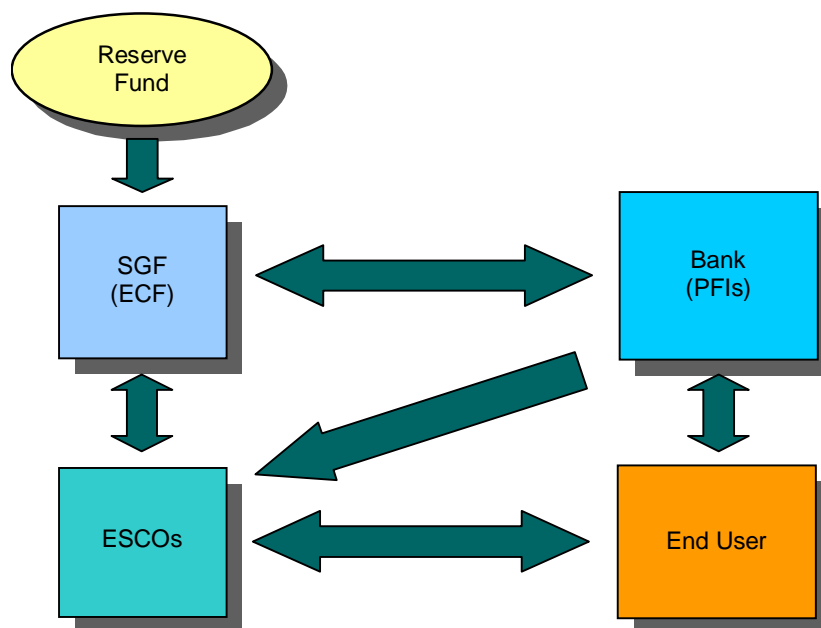 Reserve
Fund
SGF
(ECF)
Bank
(PFIs)
ESCOs
End User